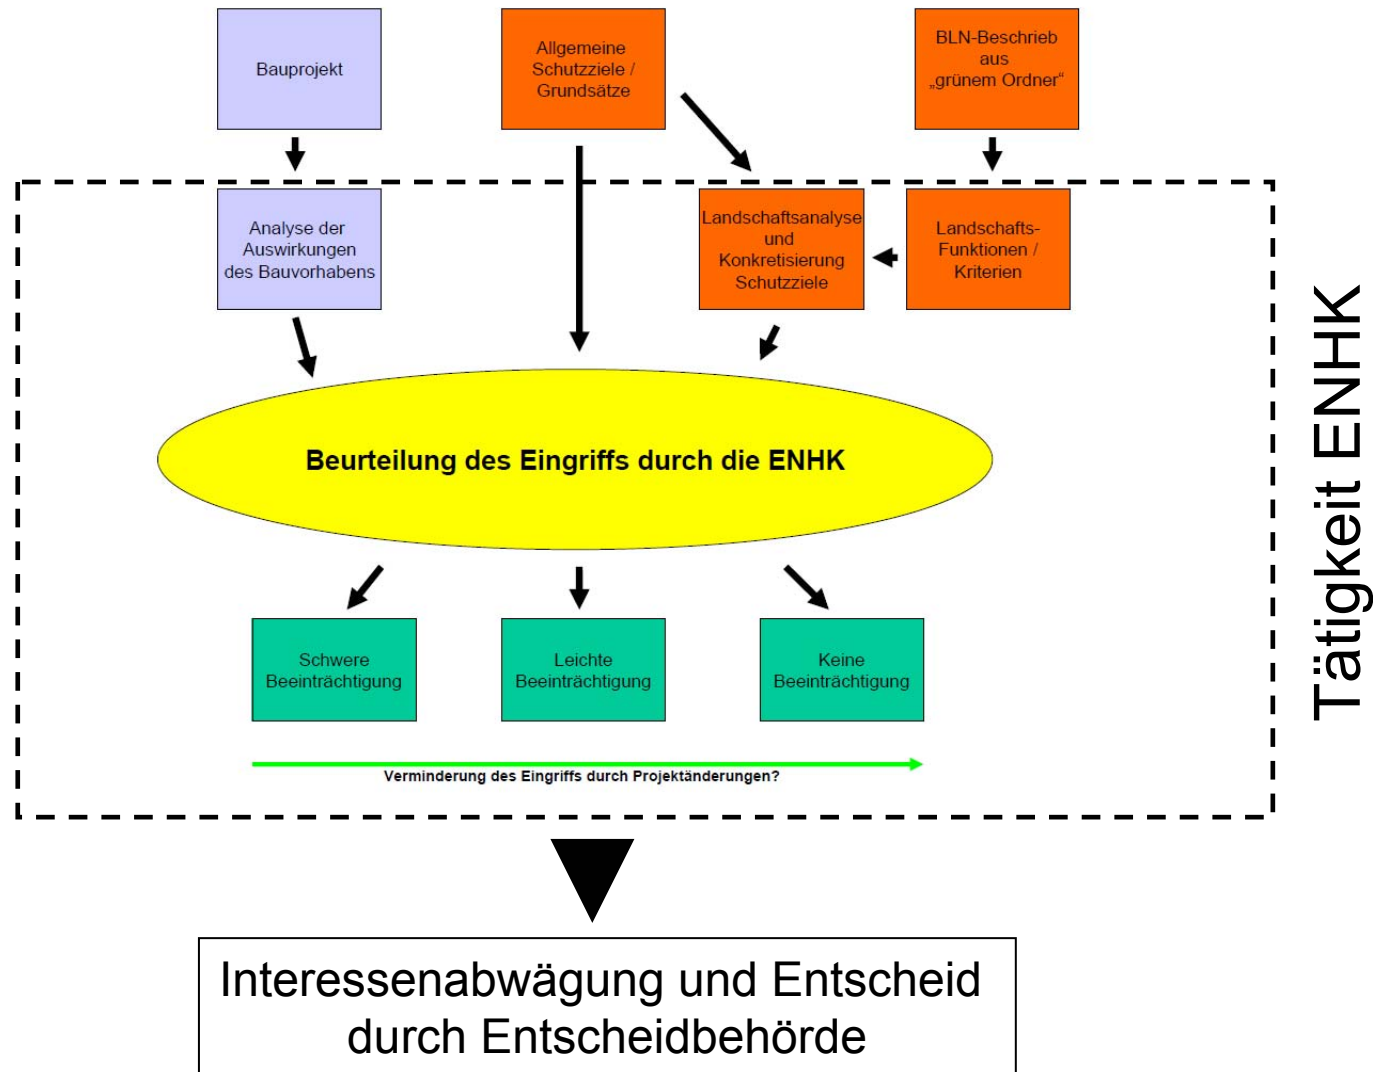 Bauprojekt
Allgemeine
Schutzziele /
Grundsätze
BLN-Beschrieb
aus
„grünem Ordner“
Analyse der
Auswirkungen
des Bauvorhabens
Landschaftsanalyse
und
Konkretisierung
Schutzziele
Landschafts-
Funktionen /
Kriterien
Beurteilung des Eingriffs durch die ENHK
Schwere
Beeinträchtigung
Leichte
Beeinträchtigung
Keine
Beeinträchtigung
Verminderung des Eingriffs durch Projektänderungen?
Tätigkeit ENHK
Interessenabwägung und Entscheid
durch Entscheidbehörde